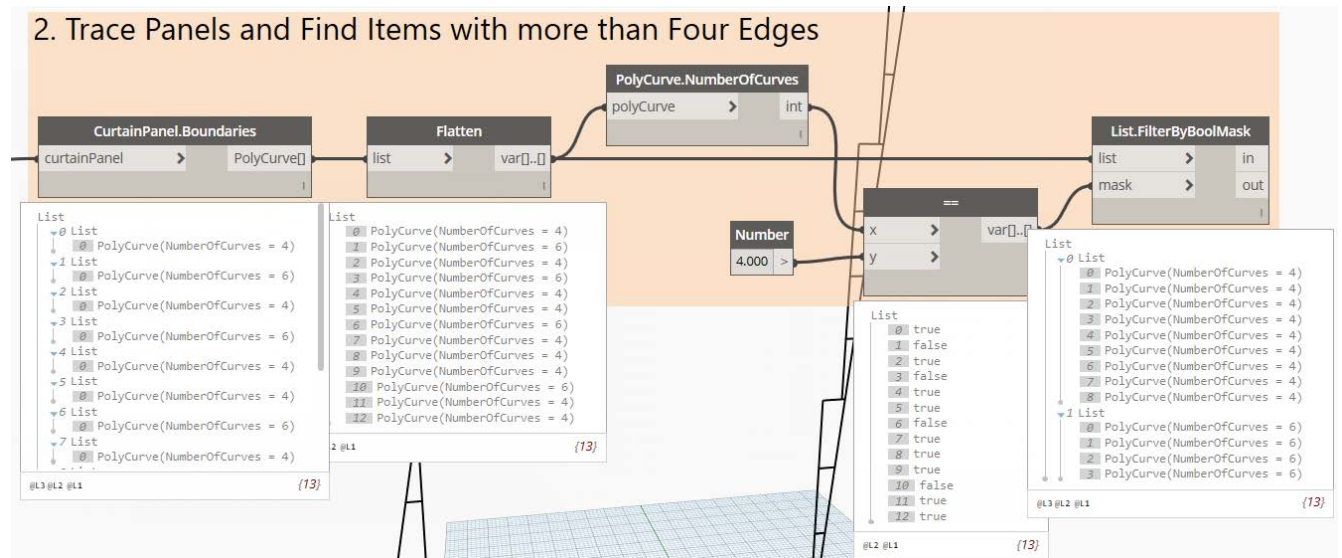 2. Trace Panels and Find Items with more than Four Edges
PolyCurve.NumberOfCurves
polyCurve > int
CurtainPanel.Boundaries
curtainPanel > PolyCurve[]
Flatten
list > var[]..[]
List.FilterByBoolMask
list > in
mask > out
==
x > var[]..[]
y >
Number
4.000 >
List
0 List
0 PolyCurve(NumberOfCurves = 4)
1 List
0 PolyCurve(NumberOfCurves = 6)
2 List
0 PolyCurve(NumberOfCurves = 4)
3 List
0 PolyCurve(NumberOfCurves = 6)
4 List
0 PolyCurve(NumberOfCurves = 4)
5 List
0 PolyCurve(NumberOfCurves = 4)
6 List
0 PolyCurve(NumberOfCurves = 6)
7 List
0 PolyCurve(NumberOfCurves = 4)
@L3 @L2 @L1 {13}
List
0 PolyCurve(NumberOfCurves = 4)
1 PolyCurve(NumberOfCurves = 6)
2 PolyCurve(NumberOfCurves = 4)
3 PolyCurve(NumberOfCurves = 6)
4 PolyCurve(NumberOfCurves = 4)
5 PolyCurve(NumberOfCurves = 4)
6 PolyCurve(NumberOfCurves = 6)
7 PolyCurve(NumberOfCurves = 4)
8 PolyCurve(NumberOfCurves = 4)
9 PolyCurve(NumberOfCurves = 4)
10 PolyCurve(NumberOfCurves = 6)
11 PolyCurve(NumberOfCurves = 4)
12 PolyCurve(NumberOfCurves = 4)
2 @L1 {13}
List
0 true
1 false
2 true
3 false
4 true
5 true
6 false
7 true
8 true
9 true
10 false
11 true
12 true
@L2 @L1 {13}
List
0 List
0 PolyCurve(NumberOfCurves = 4)
1 PolyCurve(NumberOfCurves = 4)
2 PolyCurve(NumberOfCurves = 4)
3 PolyCurve(NumberOfCurves = 4)
4 PolyCurve(NumberOfCurves = 4)
5 PolyCurve(NumberOfCurves = 4)
6 PolyCurve(NumberOfCurves = 4)
7 PolyCurve(NumberOfCurves = 4)
8 PolyCurve(NumberOfCurves = 4)
1 List
0 PolyCurve(NumberOfCurves = 6)
1 PolyCurve(NumberOfCurves = 6)
2 PolyCurve(NumberOfCurves = 6)
3 PolyCurve(NumberOfCurves = 6)
@L3 @L2 @L1 {13}